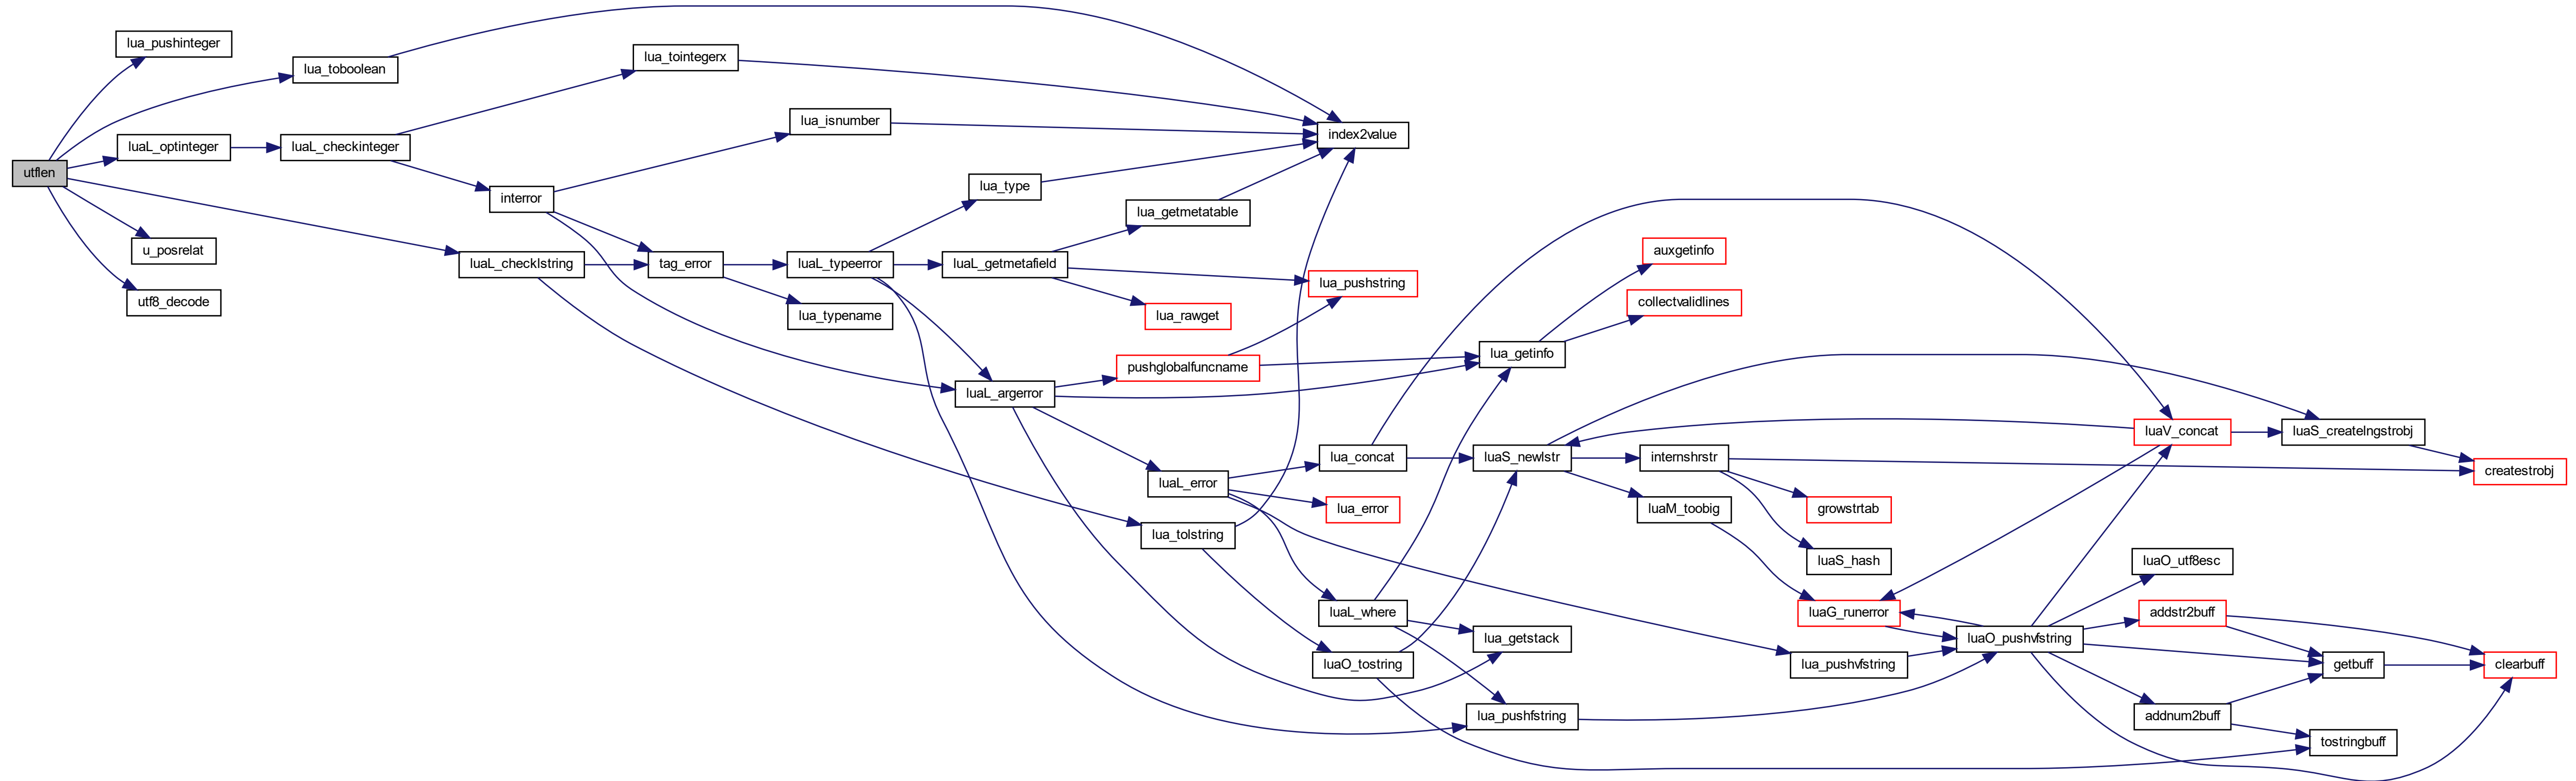 utflen
lua_pushinteger
lua_toboolean
luaL_optinteger
luaL_checklstring
u_posrelat
utf8_decode
luaL_checkinteger
lua_tointegerx
interror
lua_isnumber
tag_error
luaL_typeerror
lua_typename
lua_type
luaL_getmetafield
lua_getmetatable
lua_pushstring
lua_rawget
luaL_argerror
pushglobalfuncname
index2value
auxgetinfo
collectvalidlines
lua_getinfo
luaL_error
lua_concat
lua_error
lua_tolstring
luaL_where
luaO_tostring
lua_getstack
lua_pushfstring
luaS_newlstr
internshrstr
luaM_toobig
growstrtab
luaS_hash
luaG_runerror
lua_pushvfstring
luaO_pushvfstring
luaV_concat
luaS_createlngstrobj
createstrobj
luaO_utf8esc
addstr2buff
getbuff
clearbuff
addnum2buff
tostringbuff